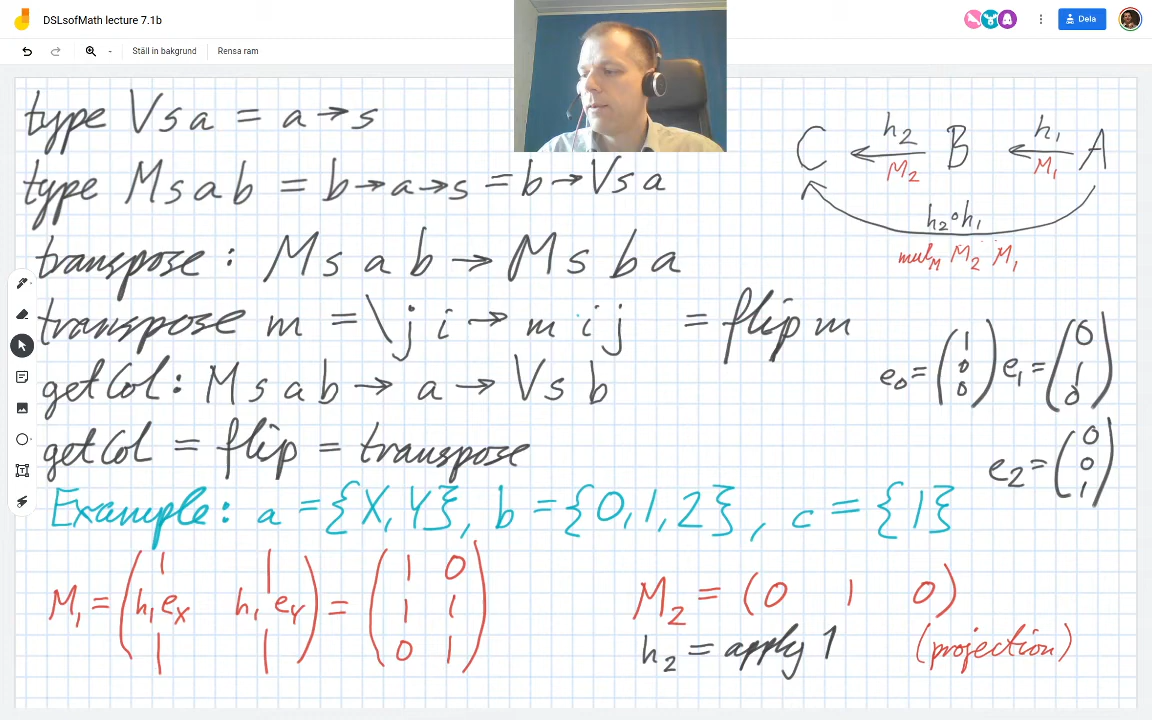 DSLsofMath lecture 7.1b
Dela
Ställ in bakgrund Rensa ram
type V s a = a → s
type M s a b = b → a → s = b → V s a
transpose : M s a b → M s b a
transpose m = \ j i → m i j = flip m
getCol : M s a b → a → V s b
getCol = flip = transpose
C ← h₂ B ← h₁ A
M₂ M₁
h₂ ∘ h₁
mul_M M₂ M₁
e₀ = (1 0 0) e₁ = (0 1 0)
e₂ = (0 0 1)
Example: a = {X, Y}, b = {0, 1, 2}, c = {1}
M₁ = ( | h₁ e_X | | h₁ e_Y | ) = ( 1 0
1 1
0 1 )
M₂ = (0 1 0)
h₂ = apply 1 (projection)